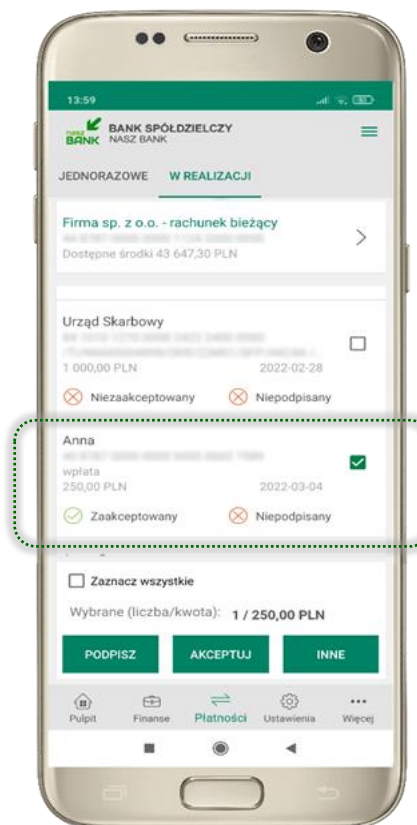 13:59
NASZ BANK
BANK SPÓŁDZIELCZY
NASZ BANK
JEDNORAZOWE W REALIZACJI
Firma sp. z o.o. - rachunek bieżący
Dostępne środki 43 647,30 PLN
Urząd Skarbowy
1 000,00 PLN 2022-02-28
Niezaakceptowany Niepodpisany
Anna
wpłata
250,00 PLN 2022-03-04
Zaakceptowany Niepodpisany
Zaznacz wszystkie
Wybrane (liczba/kwota): 1 / 250,00 PLN
PODPISZ AKCEPTUJ INNE
Pulpit Finanse Płatności Ustawienia Więcej